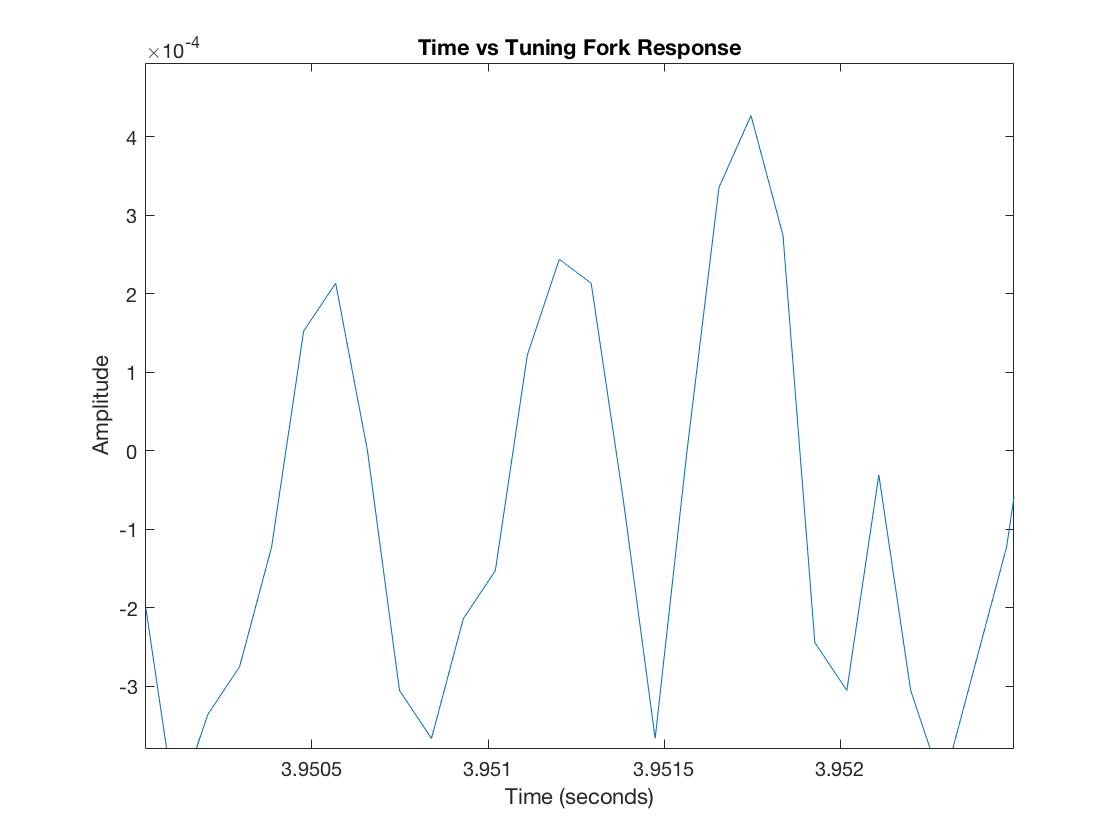 Time vs Tuning Fork Response
×10-4
4
3
2
1
0
-1
-2
-3
Amplitude
3.9505 3.951 3.9515 3.952
Time (seconds)